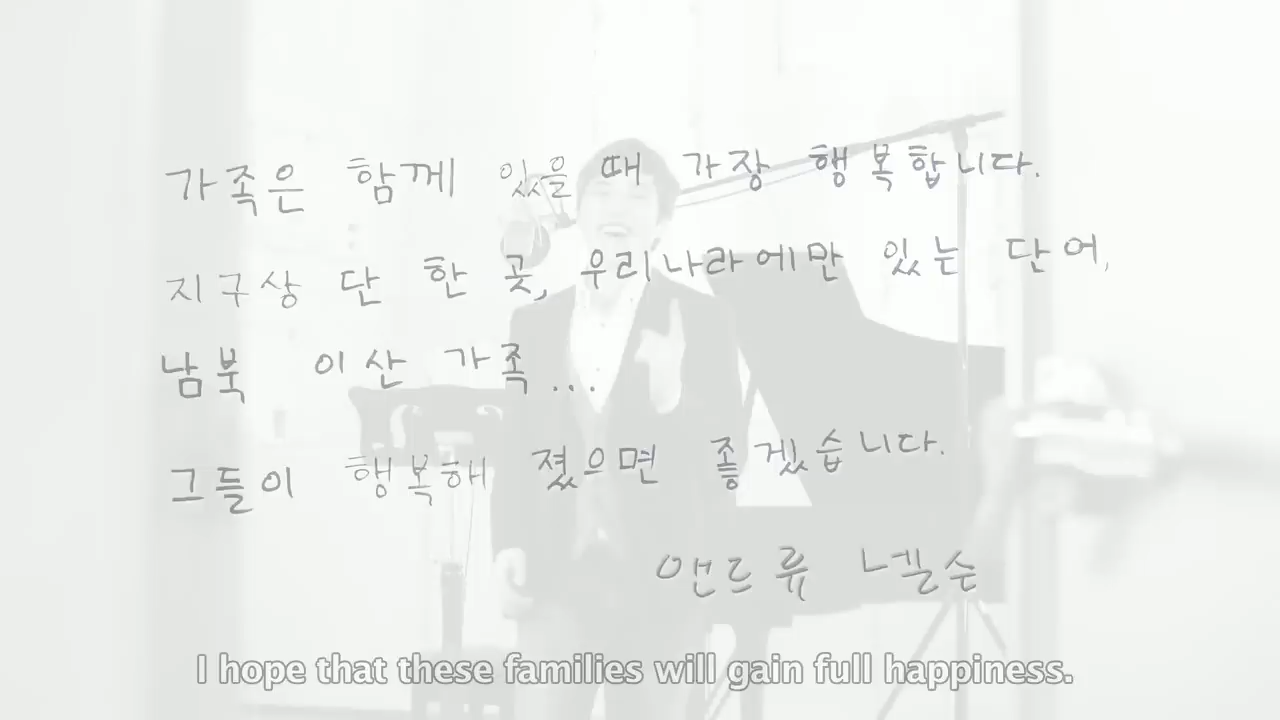 가족은 함께 있을 때 가장 행복합니다.
지구상 단 한 곳, 우리나라에만 있는 단어,
남북 이산 가족...
그들이 행복해 졌으면 좋겠습니다.
앤드류 넬슨
I hope that these families will gain full happiness.